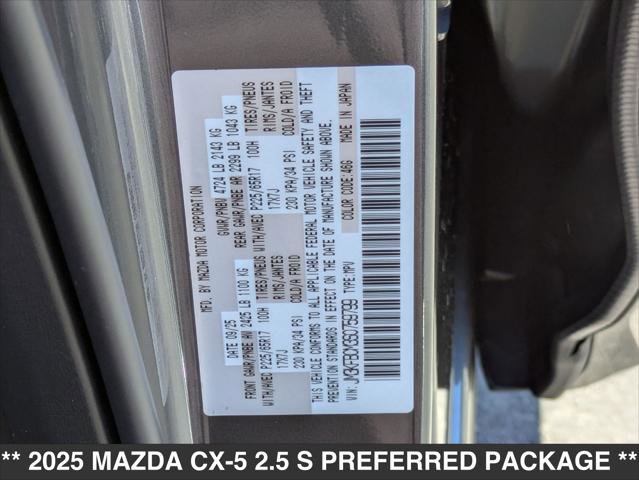 MFD. BY MAZDA MOTOR CORPORATION
DATE 09/25 GVWR/PNBV 4724 LB 2143 KG
FRONT GAWR/PNBE AV 2425 LB 1100 KG REAR GAWR/PNBE AR 2299 LB 1043 KG
WITH/AVEC P225/65R17 100H TIRES/PNEUS WITH/AVEC P225/65R17 100H TIRES/PNEUS
17X7J RIMS/JANTES 17X7J RIMS/JANTES
230 KPA/34 PSI COLD/A FROID 230 KPA/34 PSI COLD/A FROID
THIS VEHICLE CONFORMS TO ALL APPLICABLE FEDERAL MOTOR VEHICLE SAFETY AND THEFT
PREVENTION STANDARDS IN EFFECT ON THE DATE OF MANUFACTURE SHOWN ABOVE.
VIN: TYPE:MPV COLOR CODE/46G MADE IN JAPAN
** 2025 MAZDA CX-5 2.5 S PREFERRED PACKAGE **